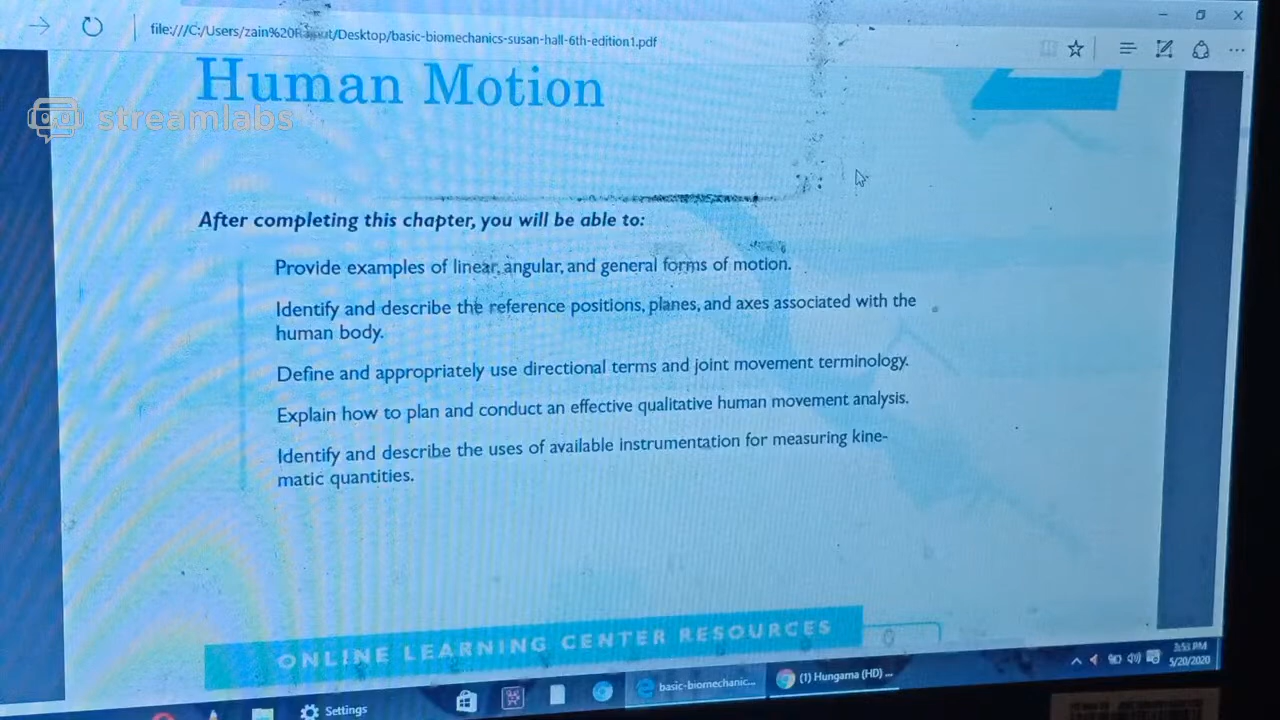 file:///C:/Users/zain%20Rajput/Desktop/basic-biomechanics-susan-hall-6th-edition1.pdf
Human Motion
streamlabs
After completing this chapter, you will be able to:
Provide examples of linear, angular, and general forms of motion.
Identify and describe the reference positions, planes, and axes associated with the
human body.
Define and appropriately use directional terms and joint movement terminology.
Explain how to plan and conduct an effective qualitative human movement analysis.
Identify and describe the uses of available instrumentation for measuring kine-
matic quantities.
ONLINE LEARNING CENTER RESOURCES
Settings
basic-biomechanic...
(1) Hungama (HD) ...
3:53 PM
5/20/2020